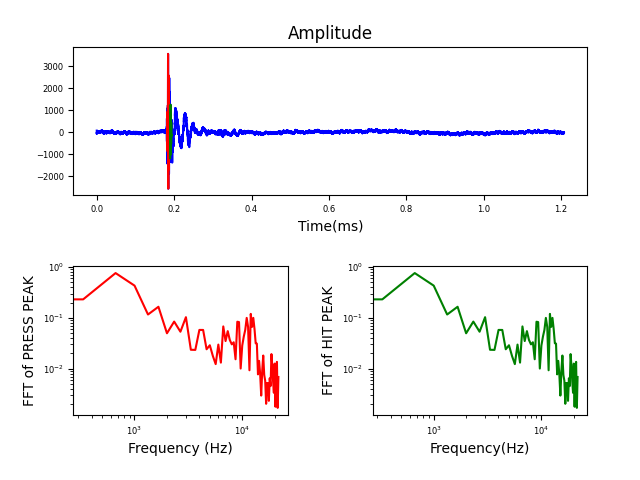 Amplitude
3000
2000
1000
0
−1000
−2000
0.0 0.2 0.4 0.6 0.8 1.0 1.2
Time(ms)
FFT of PRESS PEAK
10⁰
10⁻¹
10⁻²
10³ 10⁴
Frequency (Hz)
FFT of HIT PEAK
10⁰
10⁻¹
10⁻²
10³ 10⁴
Frequency(Hz)